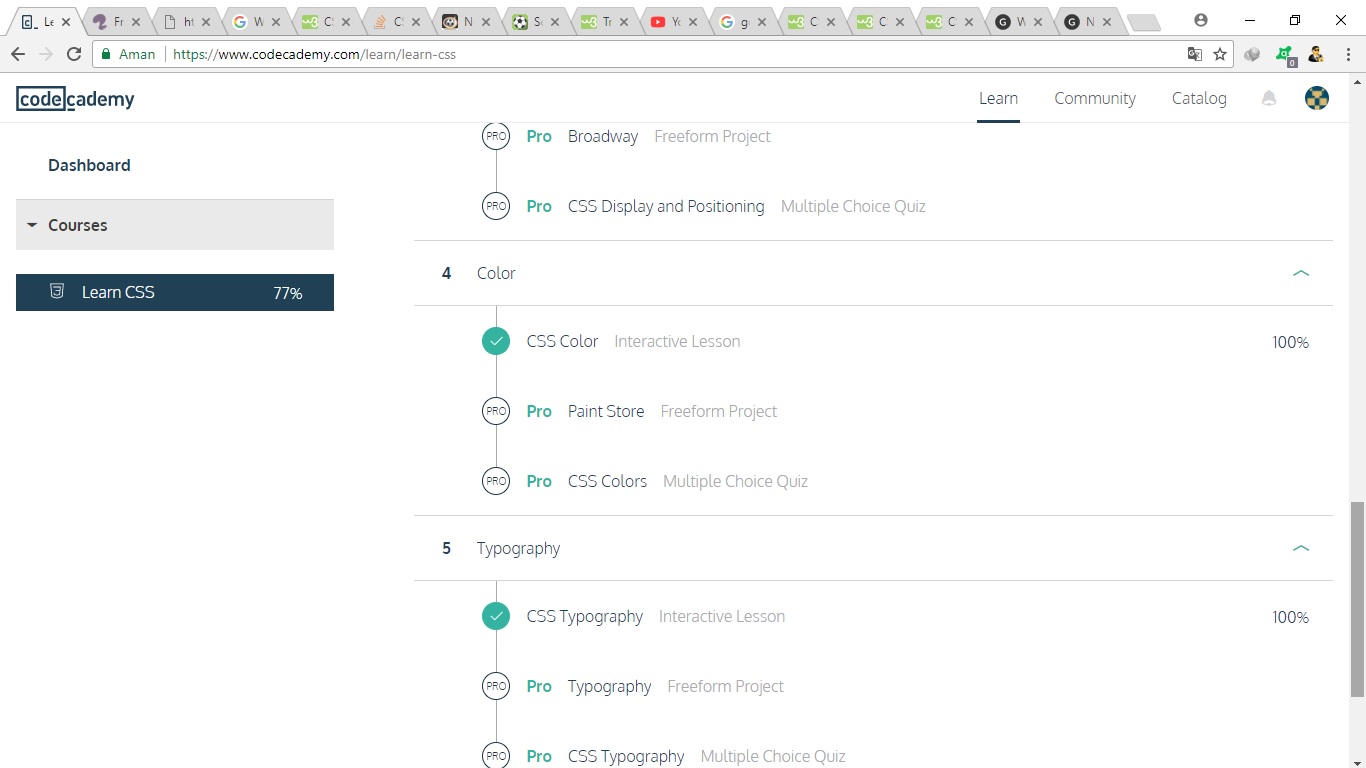 Le
Fr
hf
W
C
N
Se
Tr
Yo
g
C
C
C
W
N
Aman https://www.codecademy.com/learn/learn-css
0
codecademy Learn Community Catalog
Dashboard
Courses
Learn CSS 77%
PRO Pro Broadway Freeform Project
PRO Pro CSS Display and Positioning Multiple Choice Quiz
4 Color
CSS Color Interactive Lesson 100%
PRO Pro Paint Store Freeform Project
PRO Pro CSS Colors Multiple Choice Quiz
5 Typography
CSS Typography Interactive Lesson 100%
PRO Pro Typography Freeform Project
PRO Pro CSS Typography Multiple Choice Quiz